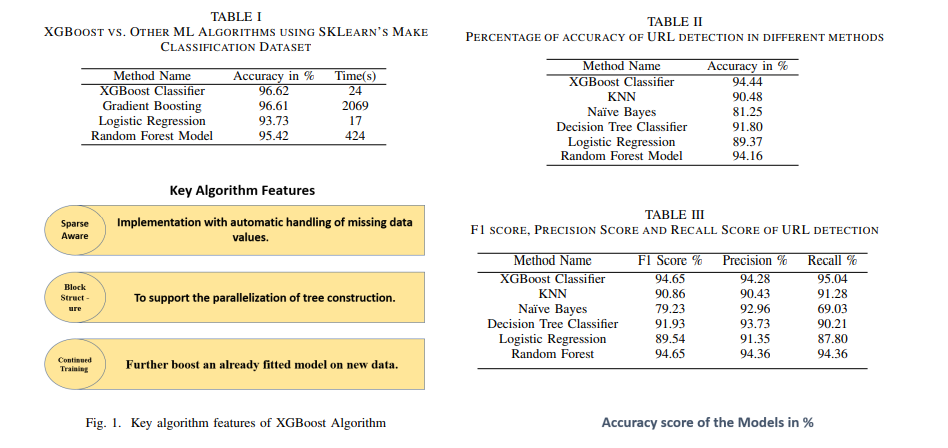 TABLE I
XGBOOST VS. OTHER ML ALGORITHMS USING SKLEARN'S MAKE
CLASSIFICATION DATASET
Method Name Accuracy in % Time(s)
XGBoost Classifier 96.62 24
Gradient Boosting 96.61 2069
Logistic Regression 93.73 17
Random Forest Model 95.42 424
Key Algorithm Features
Sparse
Aware
Implementation with automatic handling of missing data
values.
Block
Struct -
ure
To support the parallelization of tree construction.
Continued
Training
Further boost an already fitted model on new data.
Fig. 1. Key algorithm features of XGBoost Algorithm
TABLE II
PERCENTAGE OF ACCURACY OF URL DETECTION IN DIFFERENT METHODS
Method Name Accuracy in %
XGBoost Classifier 94.44
KNN 90.48
Naïve Bayes 81.25
Decision Tree Classifier 91.80
Logistic Regression 89.37
Random Forest Model 94.16
TABLE III
F1 SCORE, PRECISION SCORE AND RECALL SCORE OF URL DETECTION
Method Name F1 Score % Precision % Recall %
XGBoost Classifier 94.65 94.28 95.04
KNN 90.86 90.43 91.28
Naïve Bayes 79.23 92.96 69.03
Decision Tree Classifier 91.93 93.73 90.21
Logistic Regression 89.54 91.35 87.80
Random Forest 94.65 94.36 94.36
Accuracy score of the Models in %